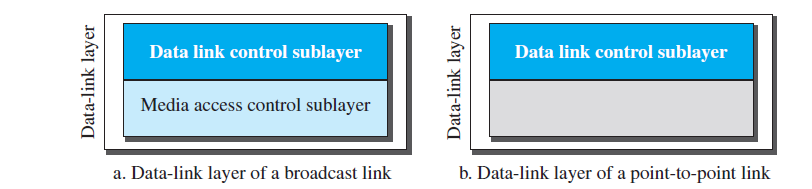 Data-link layer
Data link control sublayer
Media access control sublayer
a. Data-link layer of a broadcast link
Data-link layer
Data link control sublayer
b. Data-link layer of a point-to-point link